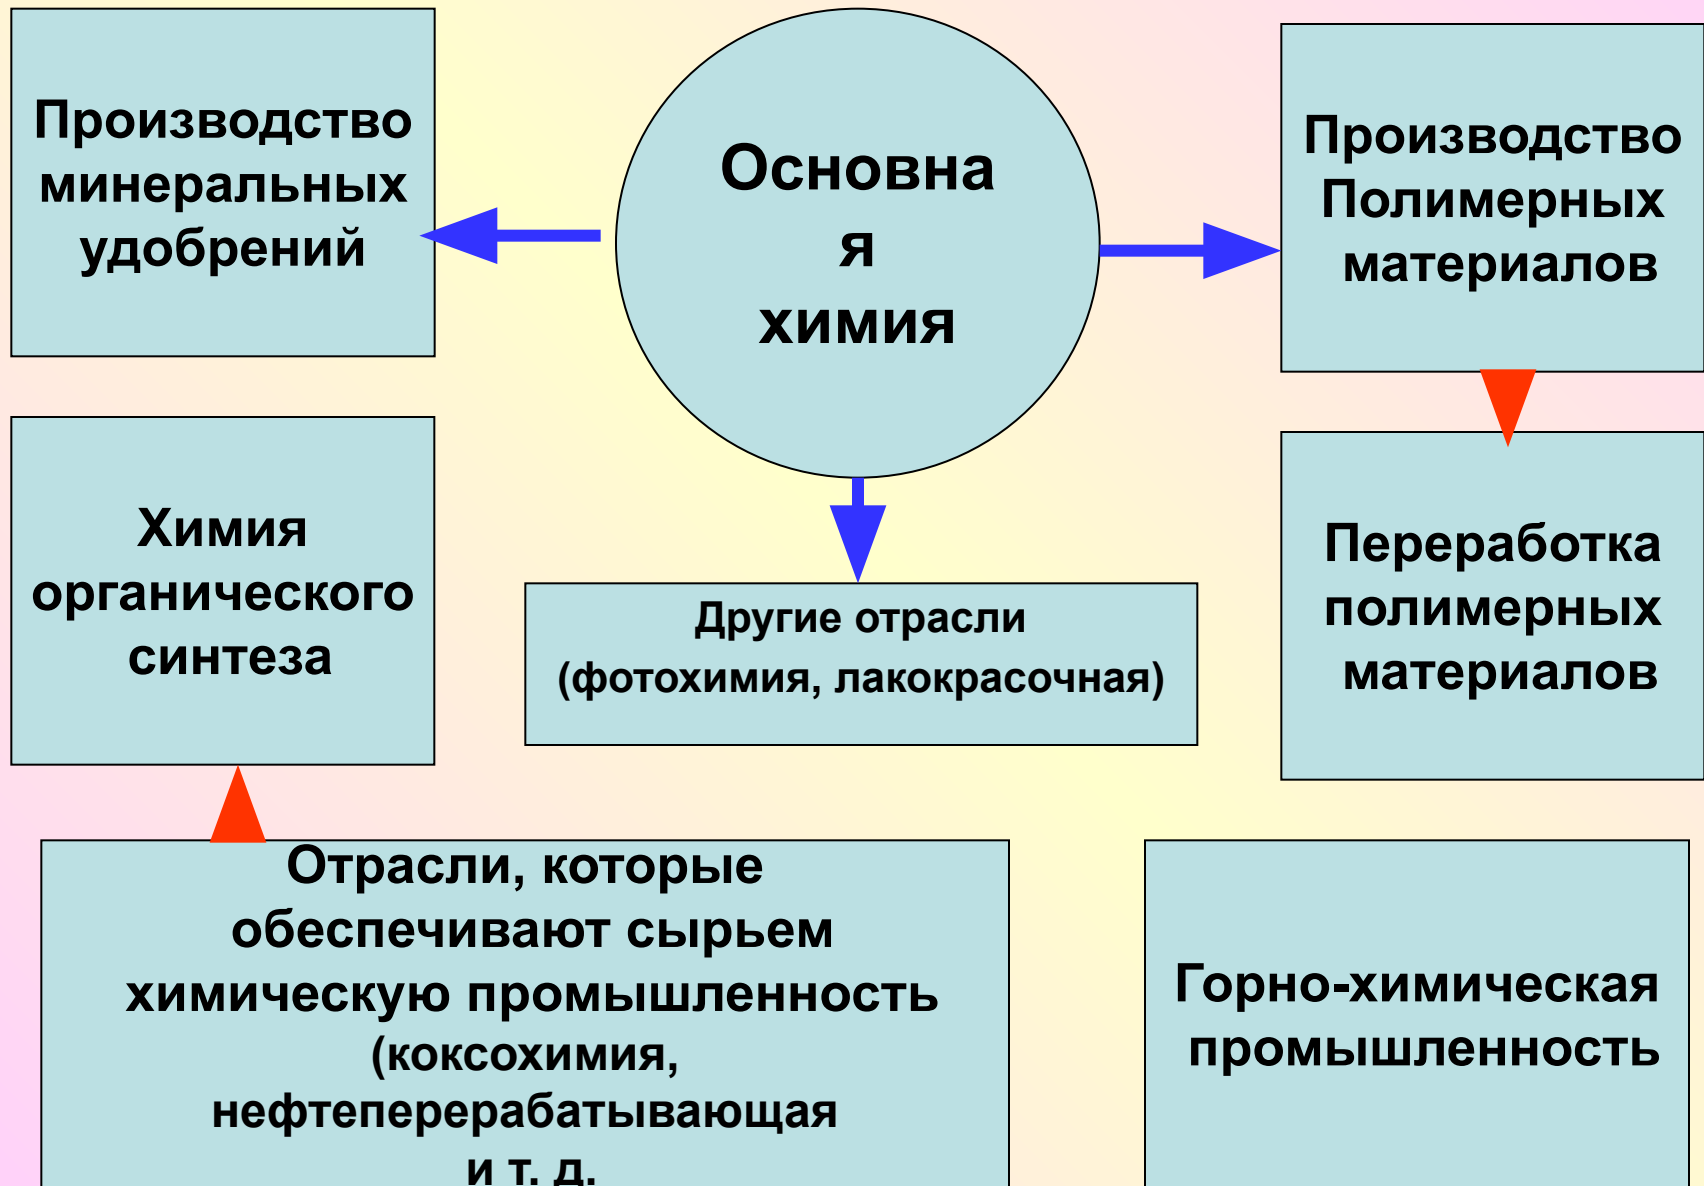 Производство
минеральных
удобрений
Основна
я
химия
Производство
Полимерных
материалов
Химия
органического
синтеза
Другие отрасли
(фотохимия, лакокрасочная)
Переработка
полимерных
материалов
Отрасли, которые
обеспечивают сырьем
химическую промышленность
(коксохимия,
нефтеперерабатывающая
и т. д.
Горно-химическая
промышленность